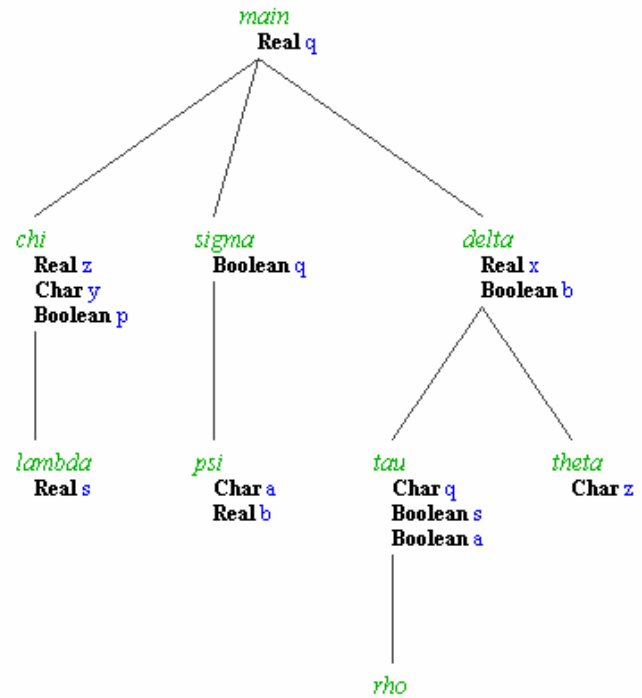 main
Real q
chi
Real z
Char y
Boolean p
sigma
Boolean q
delta
Real x
Boolean b
lambda
Real s
psi
Char a
Real b
tau
Char q
Boolean s
Boolean a
theta
Char z
rho